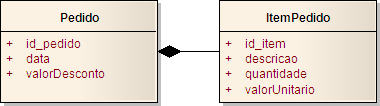 Pedido
+ id_pedido
+ data
+ valorDesconto
ItemPedido
+ id_item
+ descricao
+ quantidade
+ valorUnitario